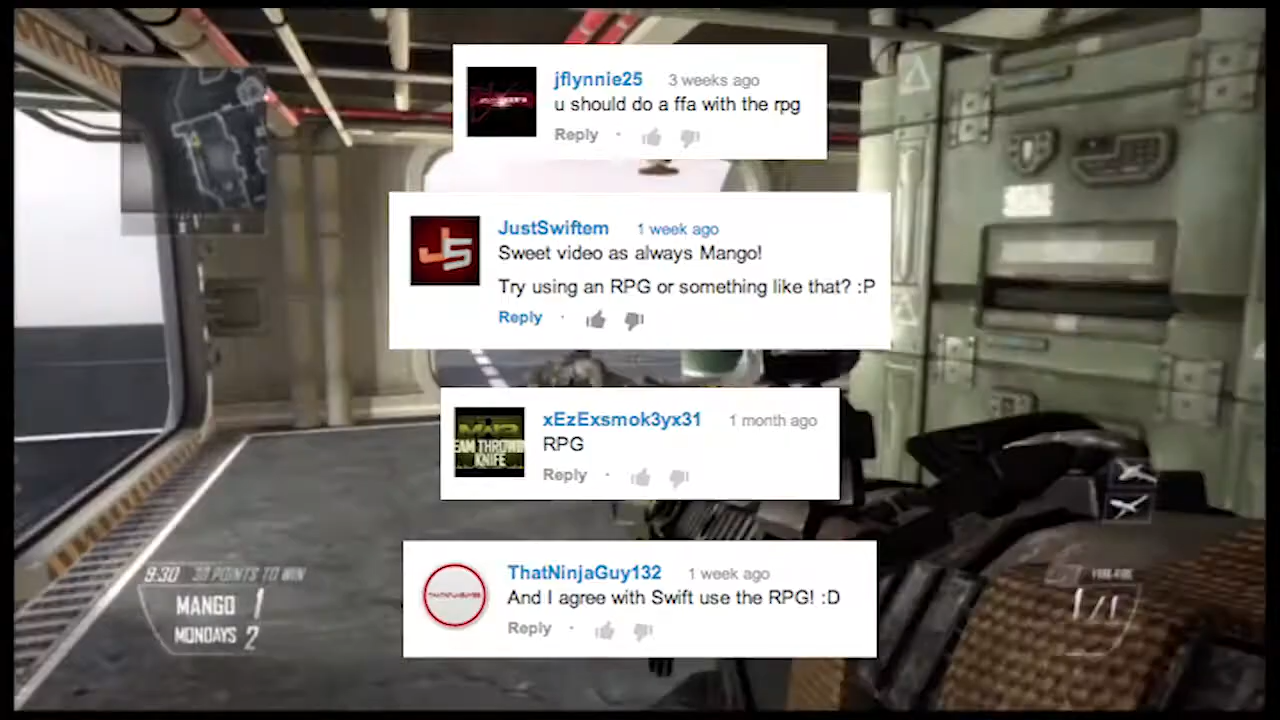 jflynnie25 3 weeks ago
u should do a ffa with the rpg
Reply ·
JustSwiftem 1 week ago
Sweet video as always Mango!
Try using an RPG or something like that? :P
Reply ·
xEzExsmok3yx31 1 month ago
RPG
Reply ·
ThatNinjaGuy132 1 week ago
And I agree with Swift use the RPG! :D
Reply ·
9:30 30 POINTS TO WIN
MANGO 1
MONDAYS 2
1/1